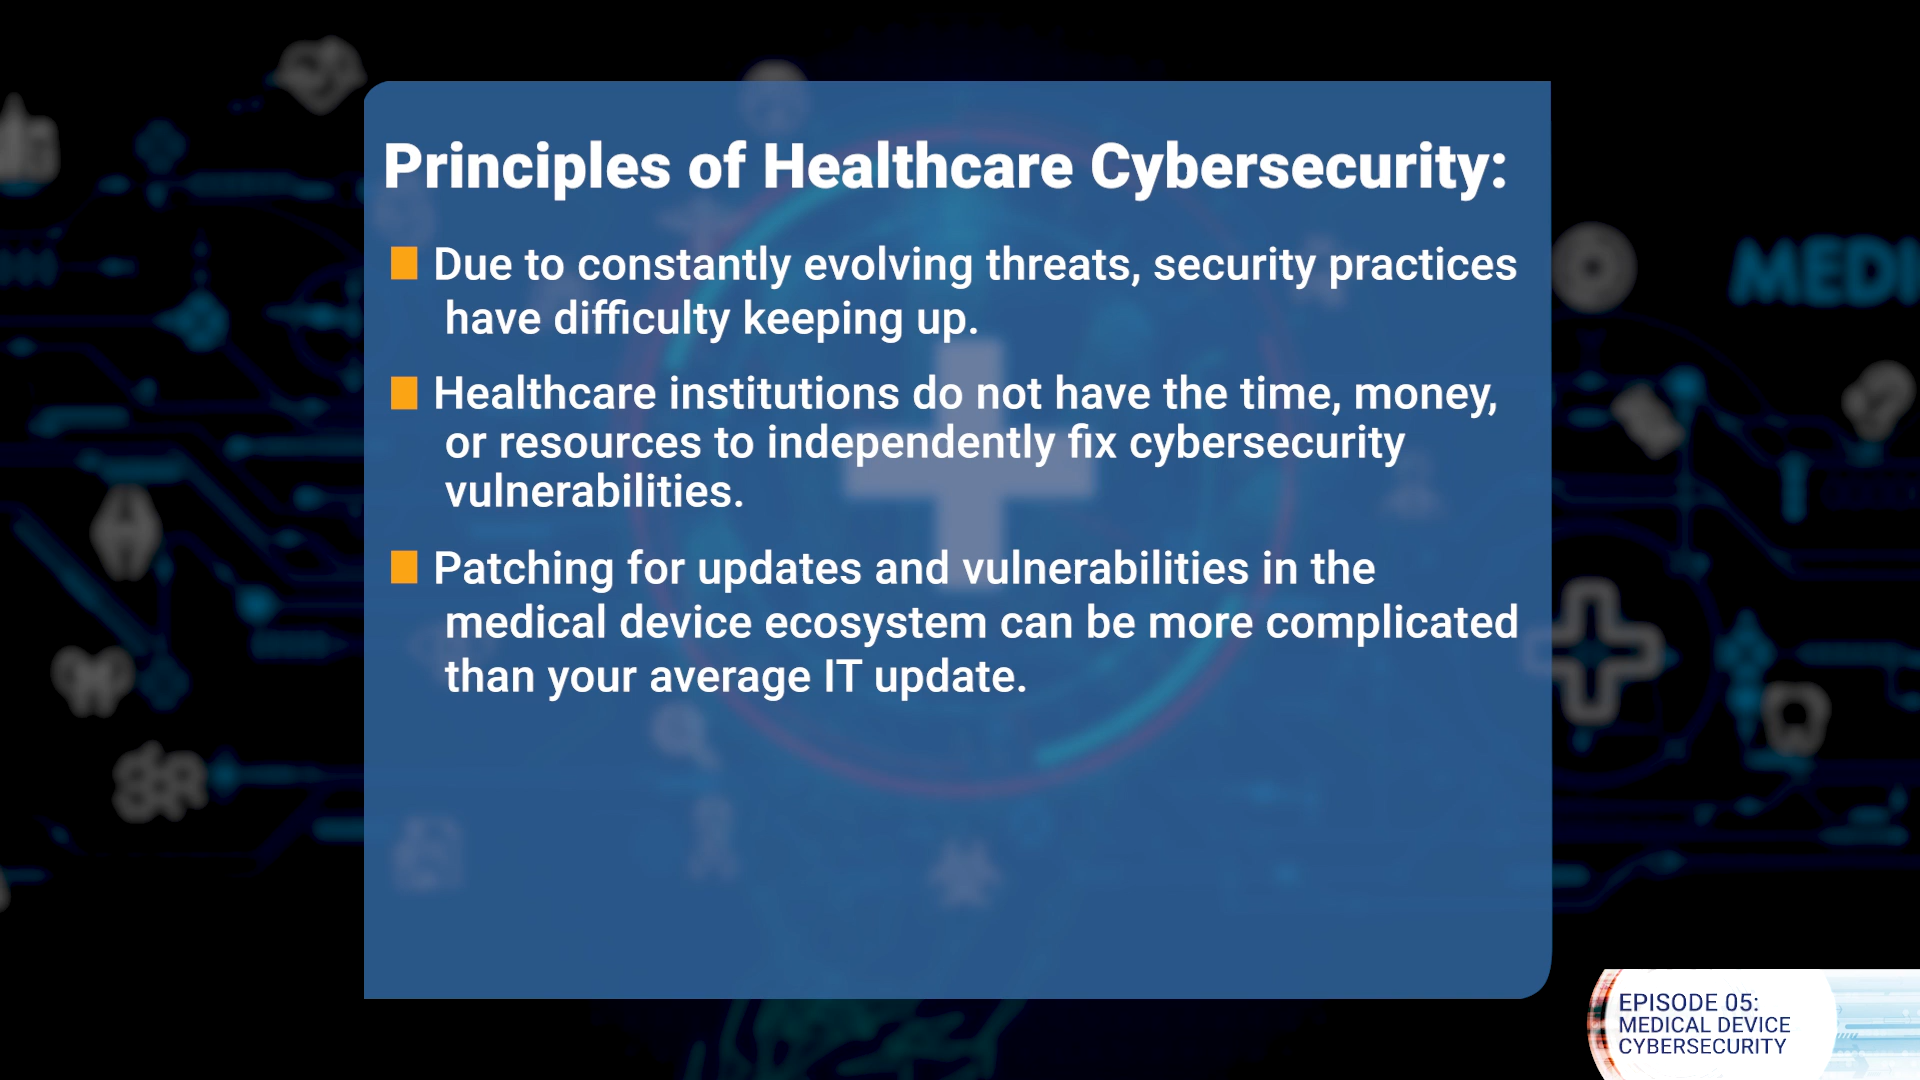 Principles of Healthcare Cybersecurity:
Due to constantly evolving threats, security practices
have difficulty keeping up.
Healthcare institutions do not have the time, money,
or resources to independently fix cybersecurity
vulnerabilities.
Patching for updates and vulnerabilities in the
medical device ecosystem can be more complicated
than your average IT update.
MEDI
EPISODE 05:
MEDICAL DEVICE
CYBERSECURITY